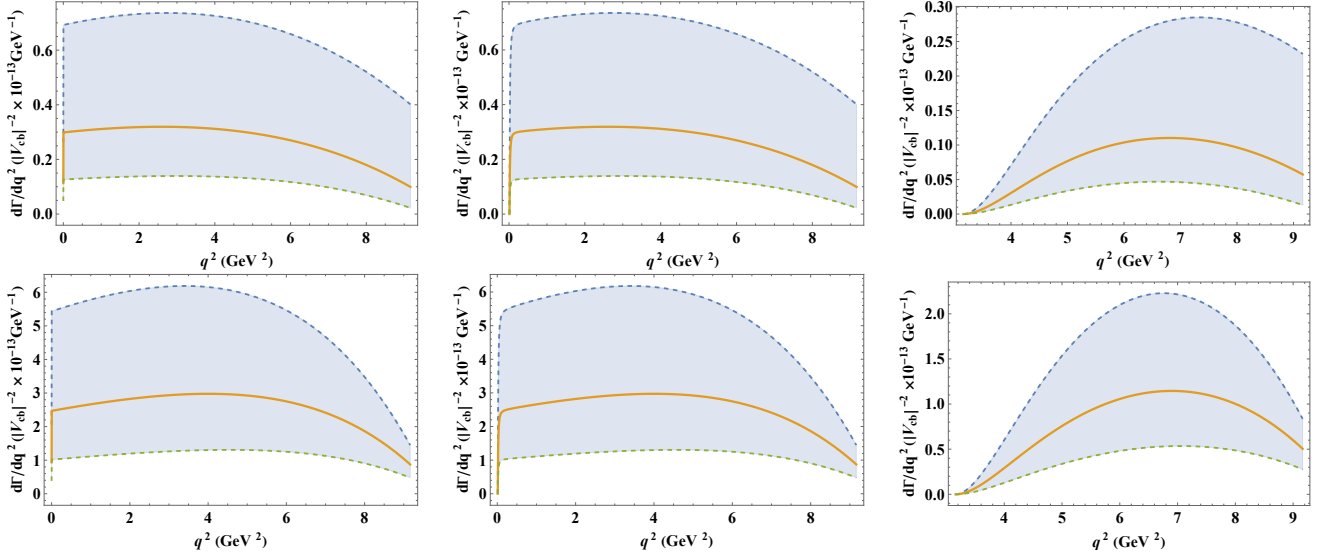 dΓ/dq² (|V_cb|⁻² ×10⁻¹³GeV⁻¹)
0.6
0.4
0.2
0.0
0 2 4 6 8
q² (GeV²)
dΓ/dq² (|V_cb|⁻² ×10⁻¹³ GeV⁻¹)
0.6
0.4
0.2
0.0
0 2 4 6 8
q² (GeV²)
dΓ/dq² (|V_cb|⁻² ×10⁻¹³ GeV⁻¹)
0.30
0.25
0.20
0.15
0.10
0.05
0.00
4 5 6 7 8 9
q² (GeV²)
dΓ/dq² (|V_cb|⁻² ×10⁻¹³GeV⁻¹)
6
5
4
3
2
1
0
0 2 4 6 8
q² (GeV²)
dΓ/dq² (|V_cb|⁻² ×10⁻¹³ GeV⁻¹)
6
5
4
3
2
1
0
0 2 4 6 8
q² (GeV²)
dΓ/dq² (|V_cb|⁻² ×10⁻¹³ GeV⁻¹)
2.0
1.5
1.0
0.5
0.0
4 5 6 7 8 9
q² (GeV²)